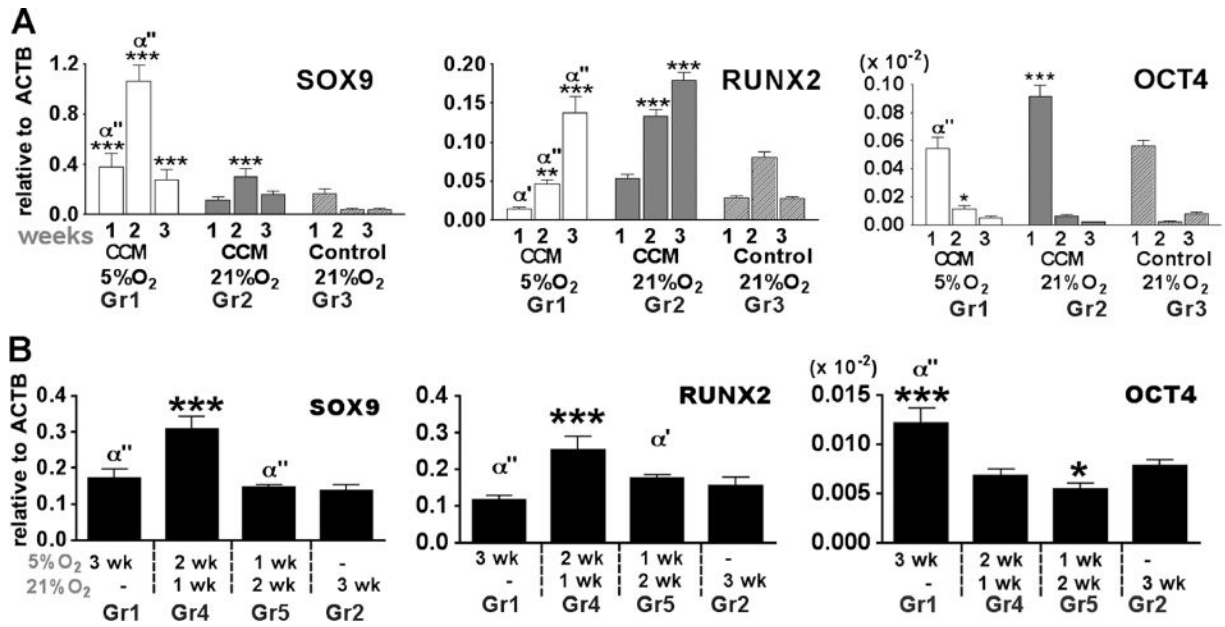 A
relative to ACTB
SOX9
1.2
0.8
0.4
0.0
α''
***
α''
***
***
***
weeks
1 2 3 1 2 3 1 2 3
CCM CCM Control
5%O₂ 21%O₂ 21%O₂
Gr1 Gr2 Gr3
RUNX2
0.20
0.15
0.10
0.05
0.00
α'
α''
**
α''
***
***
***
1 2 3 1 2 3 1 2 3
CCM CCM Control
5%O₂ 21%O₂ 21%O₂
Gr1 Gr2 Gr3
(x 10⁻²)
OCT4
0.10
0.08
0.06
0.04
0.02
0.00
α''
*
***
1 2 3 1 2 3 1 2 3
CCM CCM Control
5%O₂ 21%O₂ 21%O₂
Gr1 Gr2 Gr3
B
relative to ACTB
SOX9
0.4
0.3
0.2
0.1
0.0
α''
***
α''
5%O₂ 3 wk 2 wk 1 wk -
21%O₂ - 1 wk 2 wk 3 wk
Gr1 Gr4 Gr5 Gr2
RUNX2
0.4
0.3
0.2
0.1
0.0
α''
***
α'
3 wk 2 wk 1 wk -
- 1 wk 2 wk 3 wk
Gr1 Gr4 Gr5 Gr2
(x 10⁻²)
OCT4
0.015
0.010
0.005
0.000
α''
***
*
3 wk 2 wk 1 wk -
- 1 wk 2 wk 3 wk
Gr1 Gr4 Gr5 Gr2